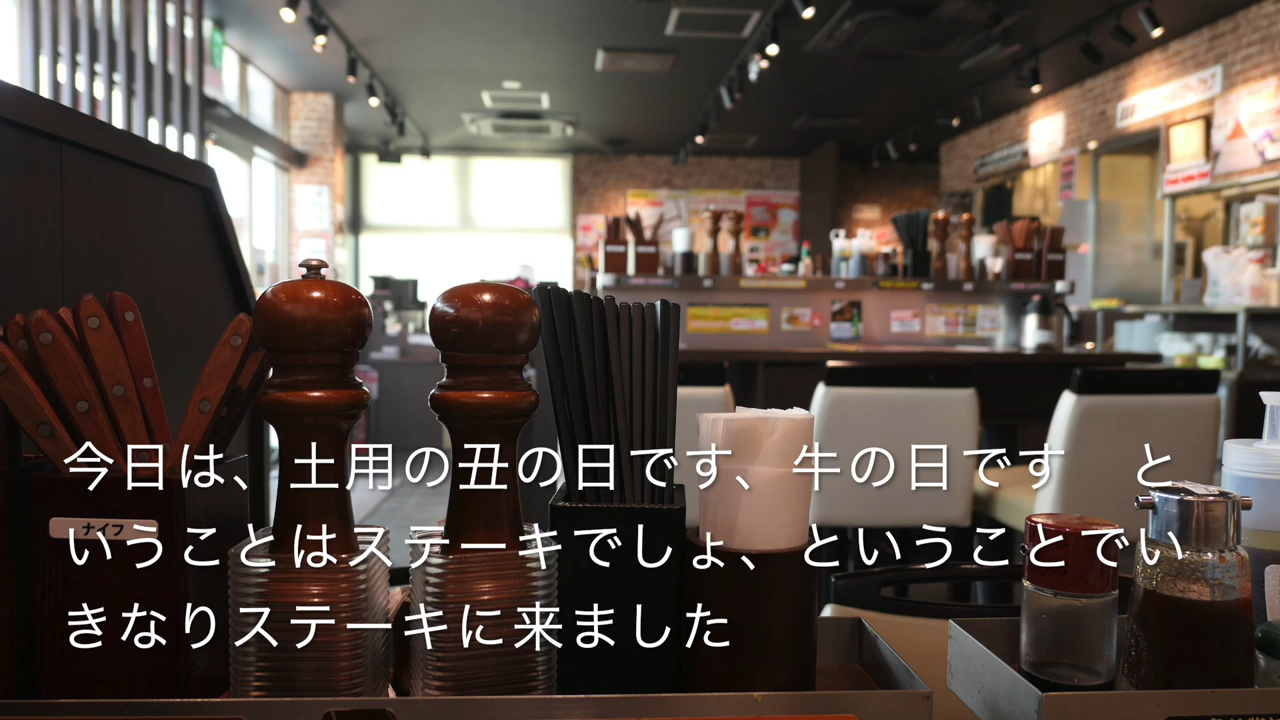 今日は、土用の丑の日です、牛の日です　と
いうことはステーキでしょ、ということでい
きなりステーキに来ました
ナイフ